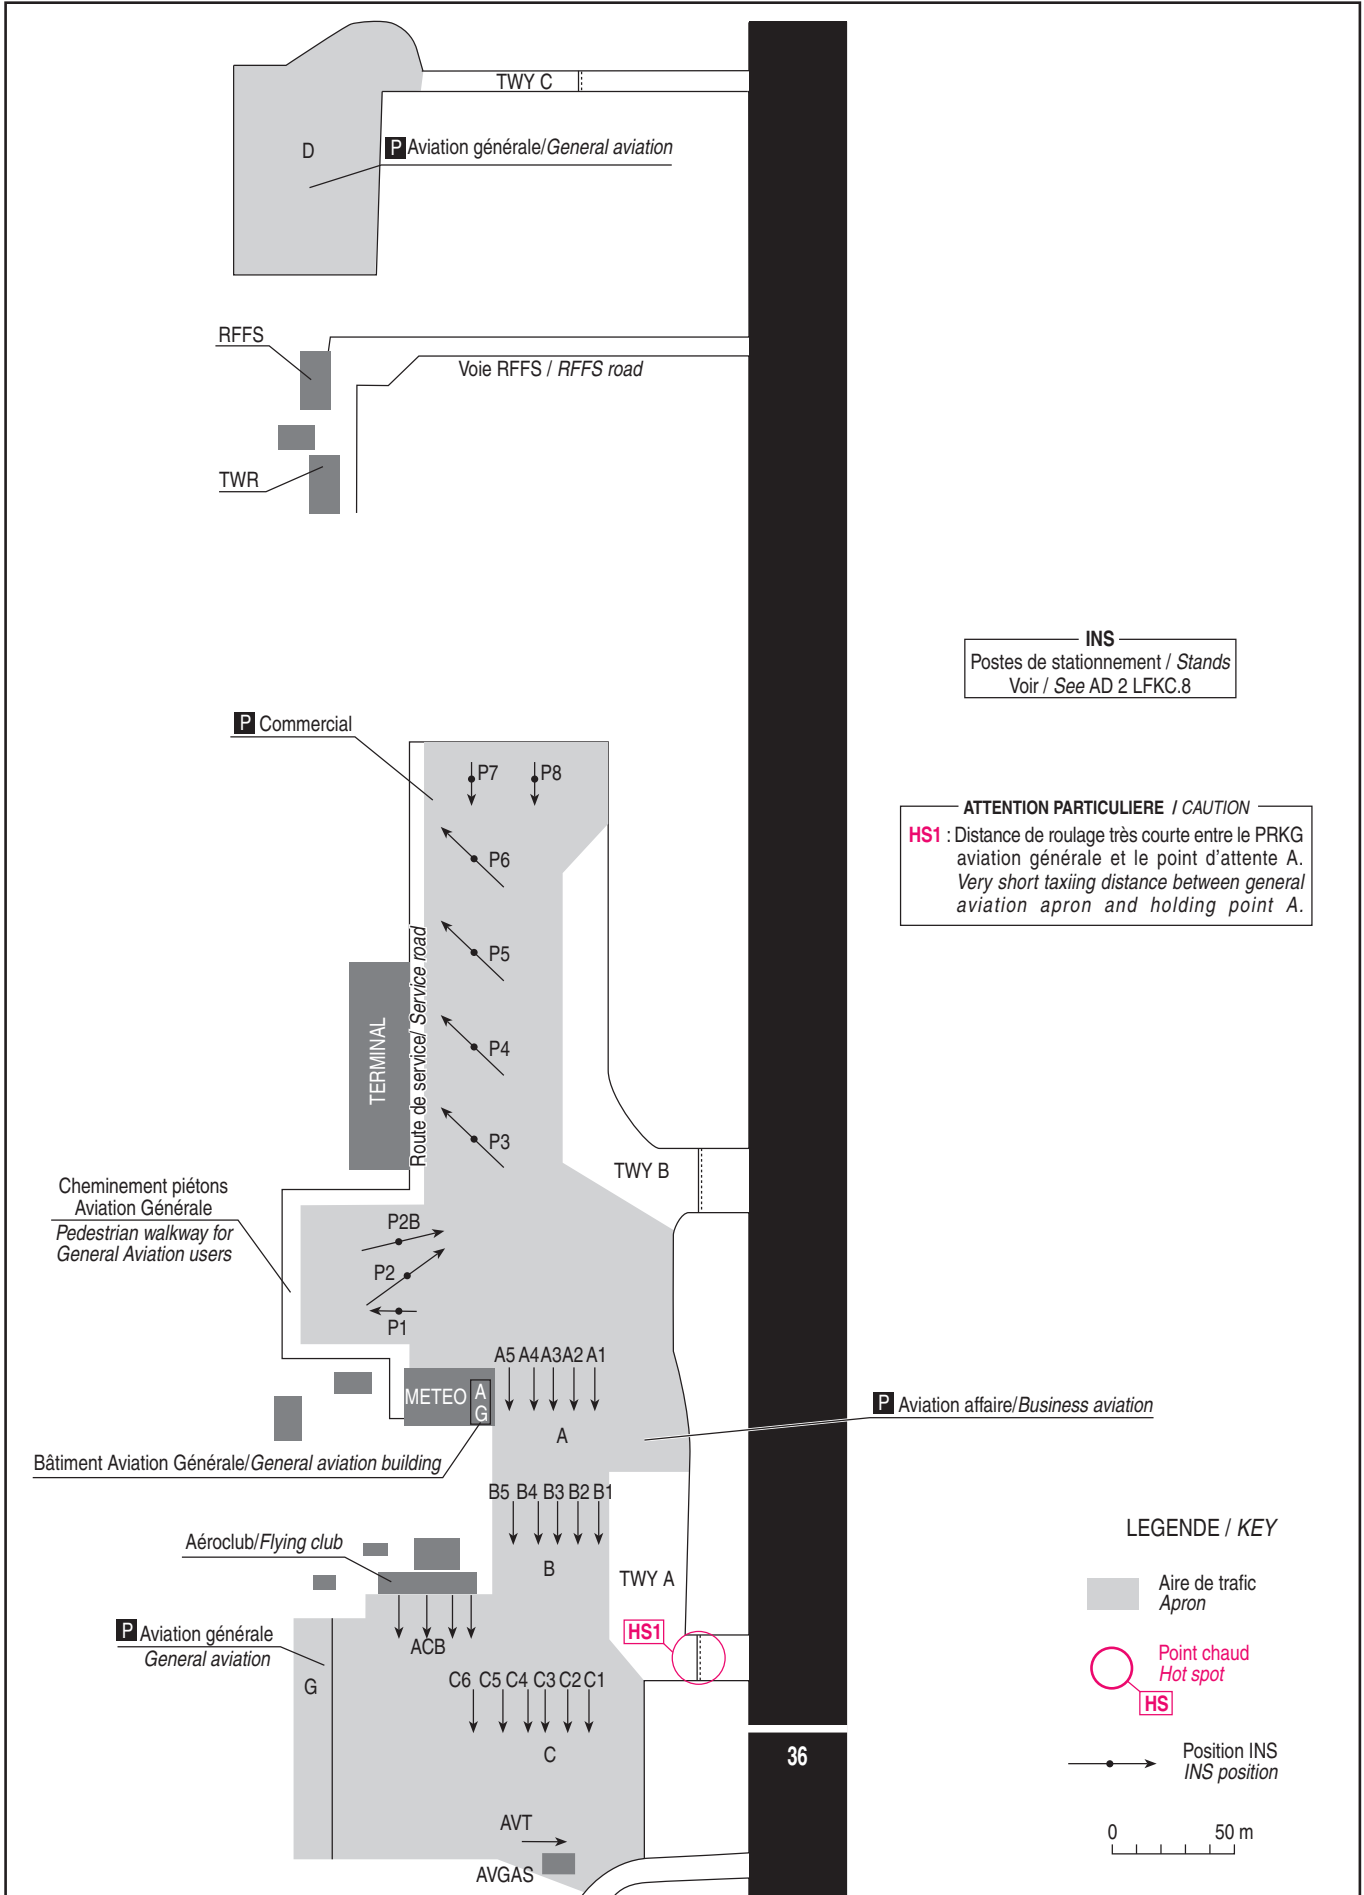 TWY C
D
P Aviation générale/General aviation
RFFS
Voie RFFS / RFFS road
TWR
INS
Postes de stationnement / Stands
Voir / See AD 2 LFKC.8
P Commercial
P7
P8
ATTENTION PARTICULIERE / CAUTION
HS1 : Distance de roulage très courte entre le PRKG
aviation générale et le point d'attente A.
Very short taxiing distance between general
aviation apron and holding point A.
P6
P5
Route de service/ Service road
TERMINAL
P4
P3
TWY B
Cheminement piétons
Aviation Générale
Pedestrian walkway for
General Aviation users
P2B
P2
P1
A5 A4 A3 A2 A1
METEO
A
G
A
P Aviation affaire/Business aviation
Bâtiment Aviation Générale/General aviation building
B5 B4 B3 B2 B1
B
Aéroclub/Flying club
TWY A
HS1
P Aviation générale
General aviation
ACB
G
C6 C5 C4 C3 C2 C1
C
36
AVT
AVGAS
LEGENDE / KEY
Aire de trafic
Apron
Point chaud
Hot spot
HS
Position INS
INS position
0 50 m